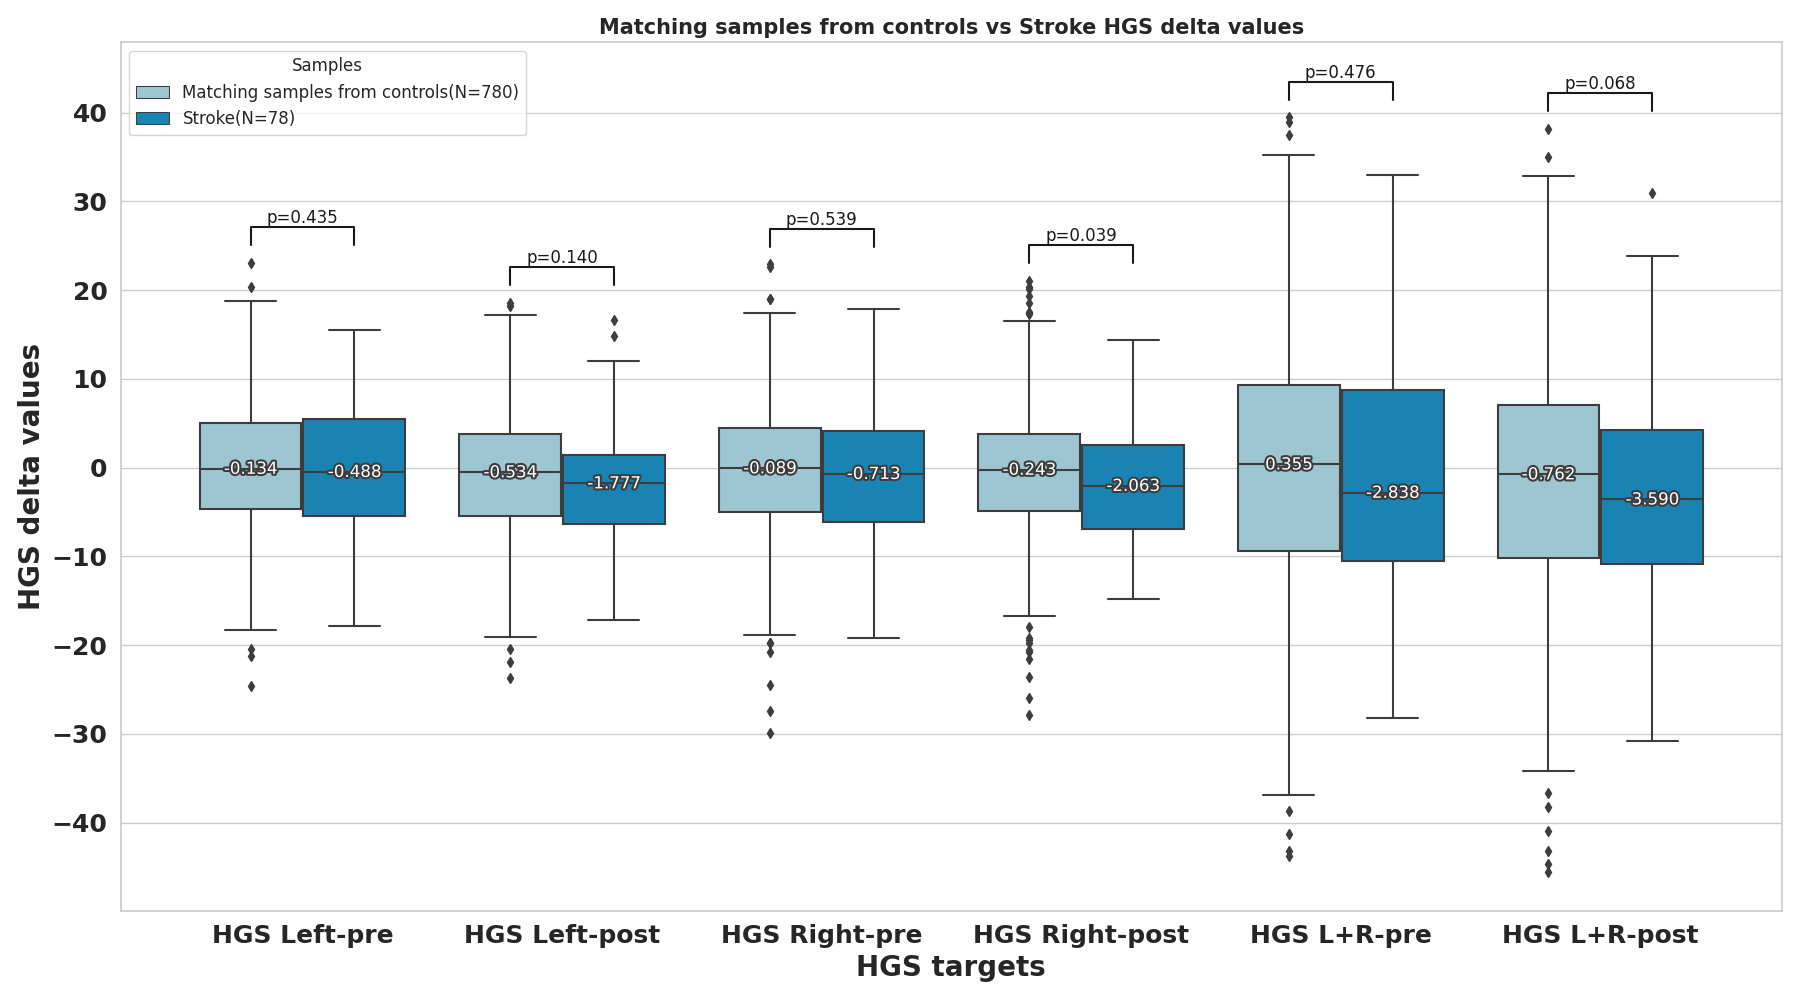 Matching samples from controls vs Stroke HGS delta values
Samples
Matching samples from controls(N=780)
Stroke(N=78)
HGS delta values
40
30
20
10
0
−10
−20
−30
−40
p=0.435
p=0.140
p=0.539
p=0.039
p=0.476
p=0.068
-0.134
-0.488
-0.534
-1.777
-0.089
-0.713
-0.243
-2.063
0.355
-2.838
-0.762
-3.590
HGS Left-pre
HGS Left-post
HGS Right-pre
HGS Right-post
HGS L+R-pre
HGS L+R-post
HGS targets